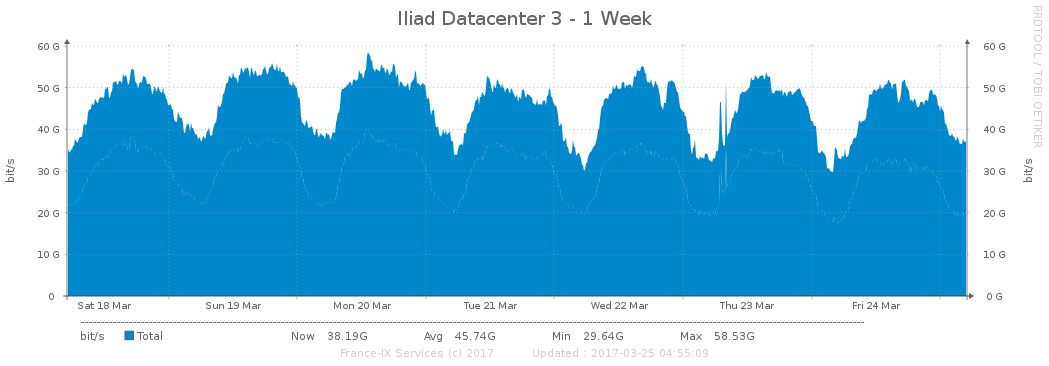 Iliad Datacenter 3 - 1 Week
RRDTOOL / TOBI OETIKER
60 G 60 G
50 G 50 G
40 G 40 G
30 G 30 G
20 G 20 G
10 G 10 G
0 0 G
bit/s bit/s
Sat 18 Mar Sun 19 Mar Mon 20 Mar Tue 21 Mar Wed 22 Mar Thu 23 Mar Fri 24 Mar
bit/s Total Now 38.19G Avg 45.74G Min 29.64G Max 58.53G
France-IX Services (c) 2017 Updated : 2017-03-25 04:55:09